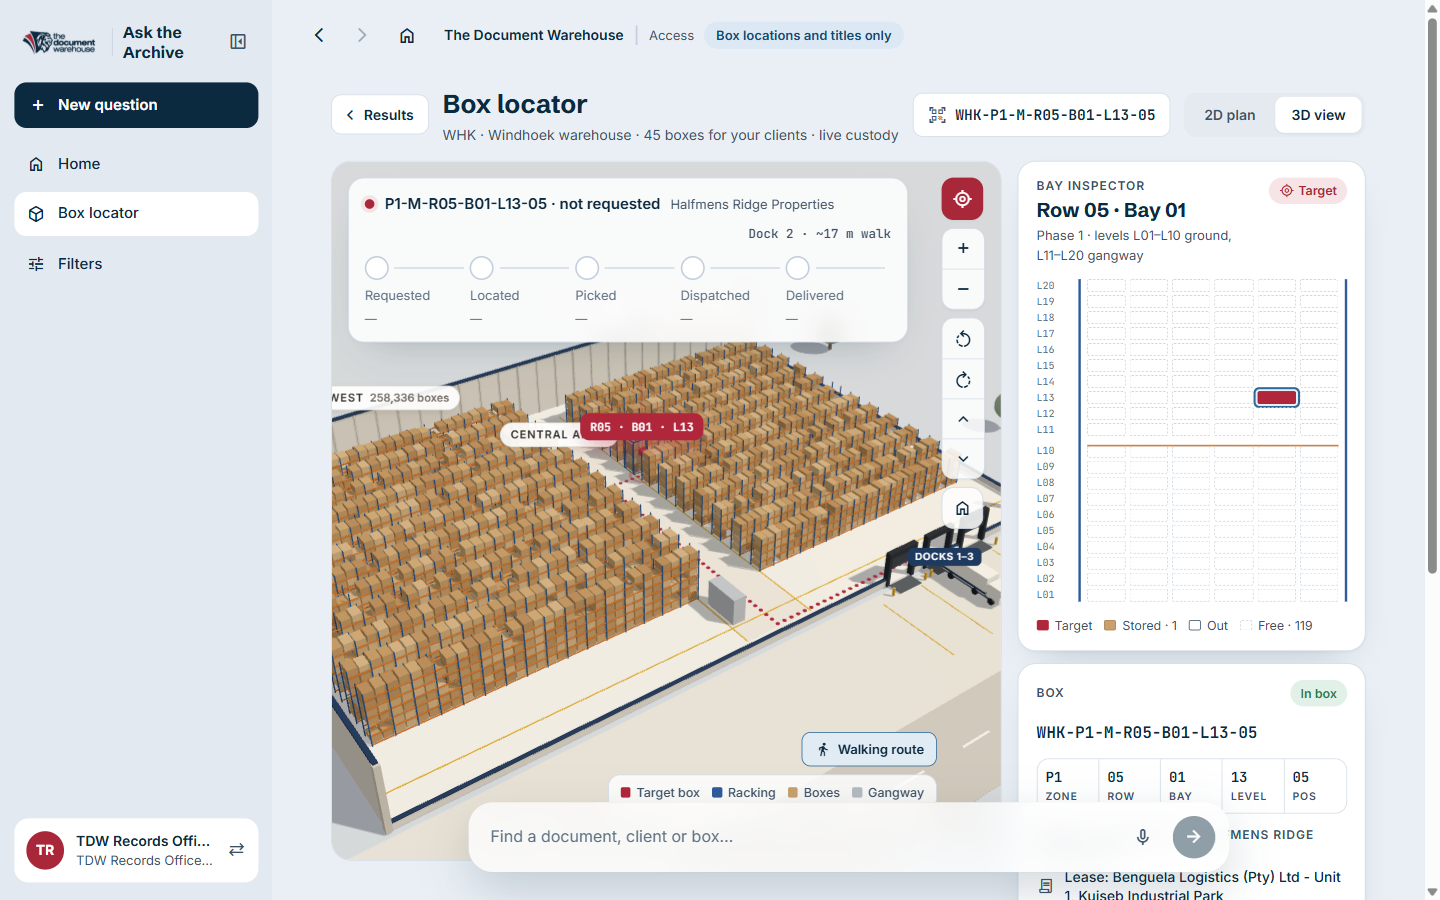 the
document
warehouse
Ask the
Archive
New question
Home
Box locator
Filters
TR
TDW Records Offi...
TDW Records Office...
The Document Warehouse
Access
Box locations and titles only
Results
Box locator
WHK · Windhoek warehouse · 45 boxes for your clients · live custody
WHK-P1-M-R05-B01-L13-05
2D plan
3D view
P1-M-R05-B01-L13-05 · not requested
Halfmens Ridge Properties
Dock 2 · ~17 m walk
Requested
Located
Picked
Dispatched
Delivered
—
—
—
—
—
WEST 258,336 boxes
CENTRAL A
R05 · B01 · L13
DOCKS 1–3
Walking route
Target box
Racking
Boxes
Gangway
Find a document, client or box...
BAY INSPECTOR
Target
Row 05 · Bay 01
Phase 1 · levels L01–L10 ground,
L11–L20 gangway
L20
L19
L18
L17
L16
L15
L14
L13
L12
L11
L10
L09
L08
L07
L06
L05
L04
L03
L02
L01
Target
Stored · 1
Out
Free · 119
BOX
In box
WHK-P1-M-R05-B01-L13-05
P1
ZONE
05
ROW
01
BAY
13
LEVEL
05
POS
MENS RIDGE
Lease: Benguela Logistics (Pty) Ltd - Unit
1, Kuiseb Industrial Park